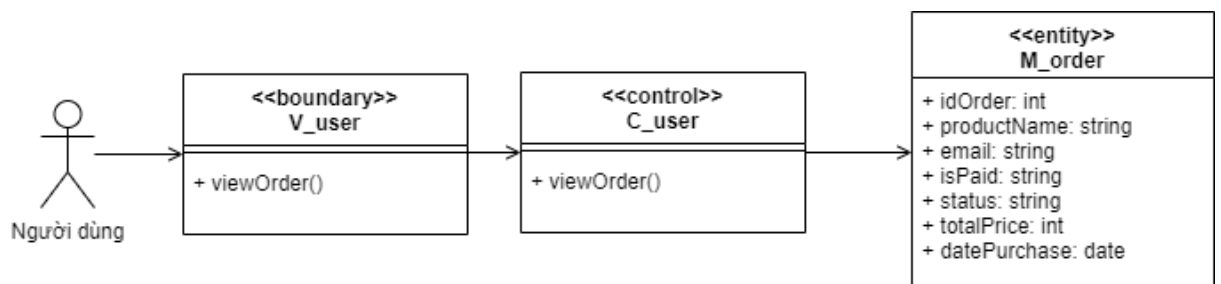 Người dùng
<<boundary>>
V_user
+ viewOrder()
<<control>>
C_user
+ viewOrder()
<<entity>>
M_order
+ idOrder: int
+ productName: string
+ email: string
+ isPaid: string
+ status: string
+ totalPrice: int
+ datePurchase: date